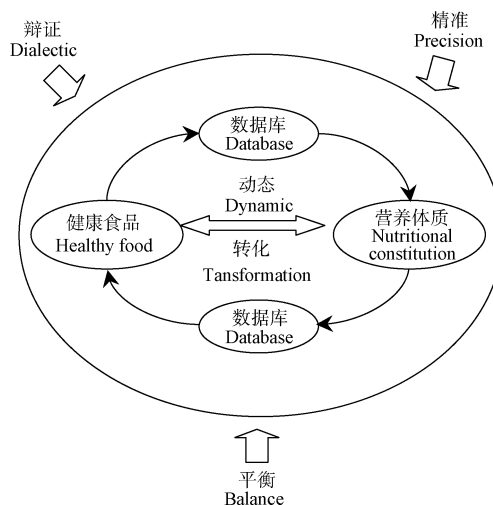 辩证
Dialectic
精准
Precision
数据库
Database
动态
Dynamic
健康食品
Healthy food
营养体质
Nutritional
constitution
转化
Tansformation
数据库
Database
平衡
Balance